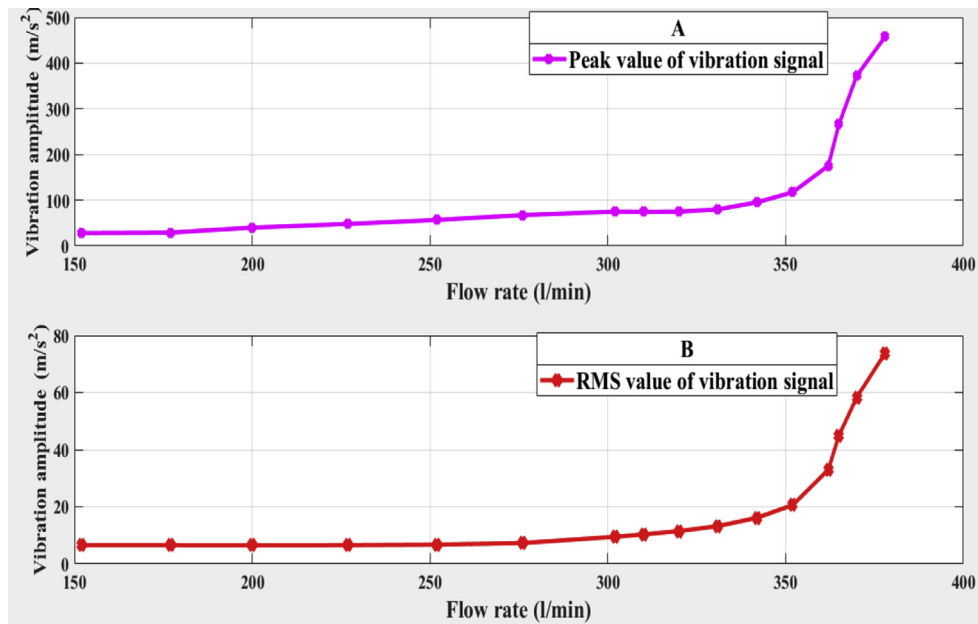 A
Peak value of vibration signal
500
400
300
200
100
0
Vibration amplitude (m/s²)
150 200 250 300 350 400
Flow rate (l/min)
B
RMS value of vibration signal
80
60
40
20
0
Vibration amplitude (m/s²)
150 200 250 300 350 400
Flow rate (l/min)